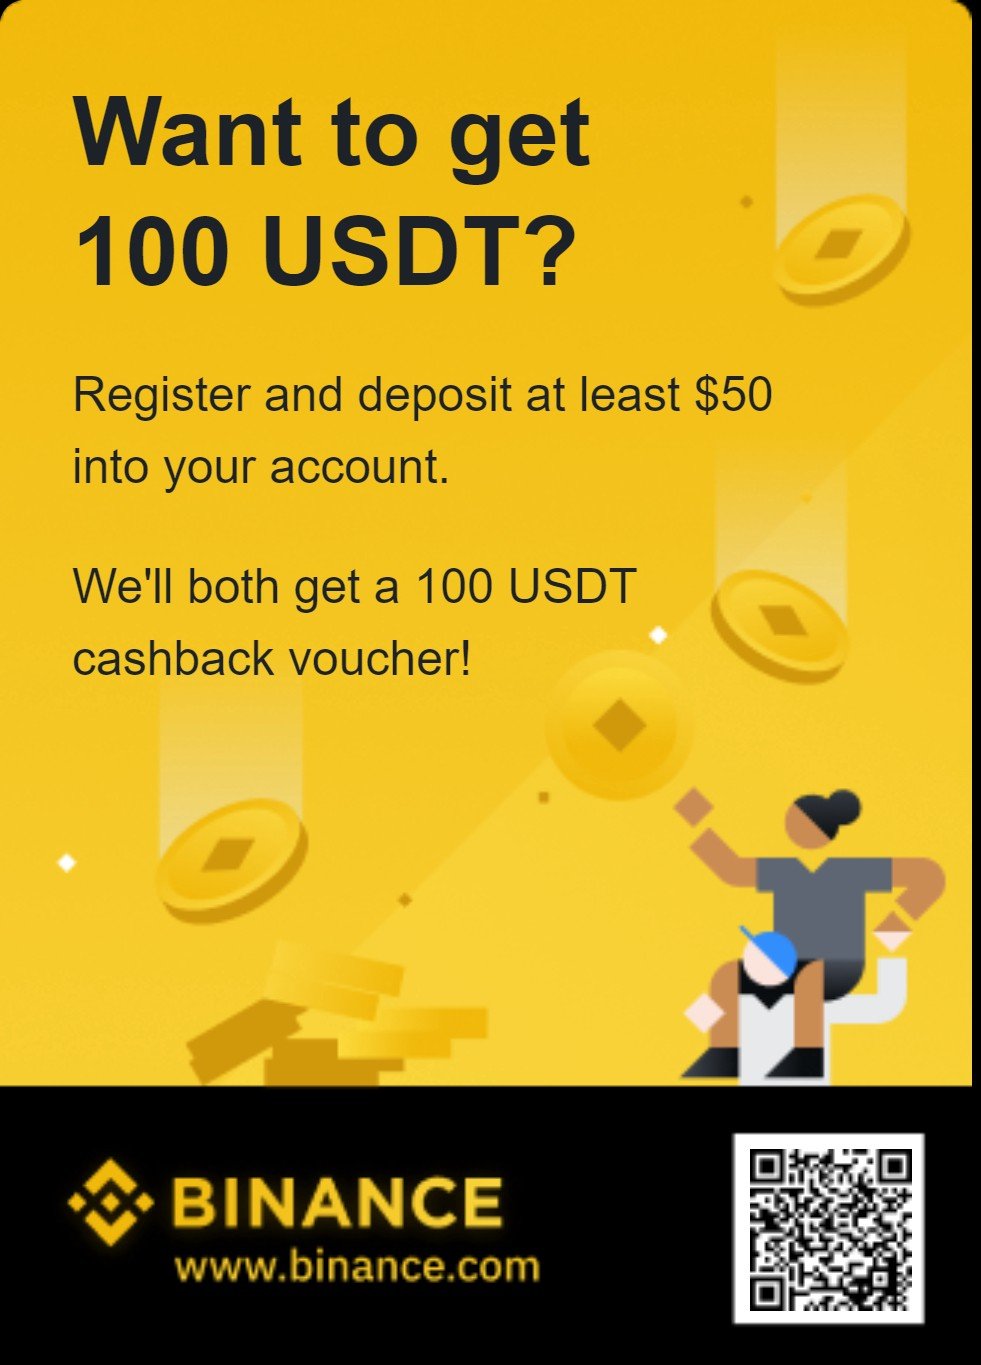 Want to get
100 USDT?
Register and deposit at least $50
into your account.
We'll both get a 100 USDT
cashback voucher!
BINANCE
www.binance.com